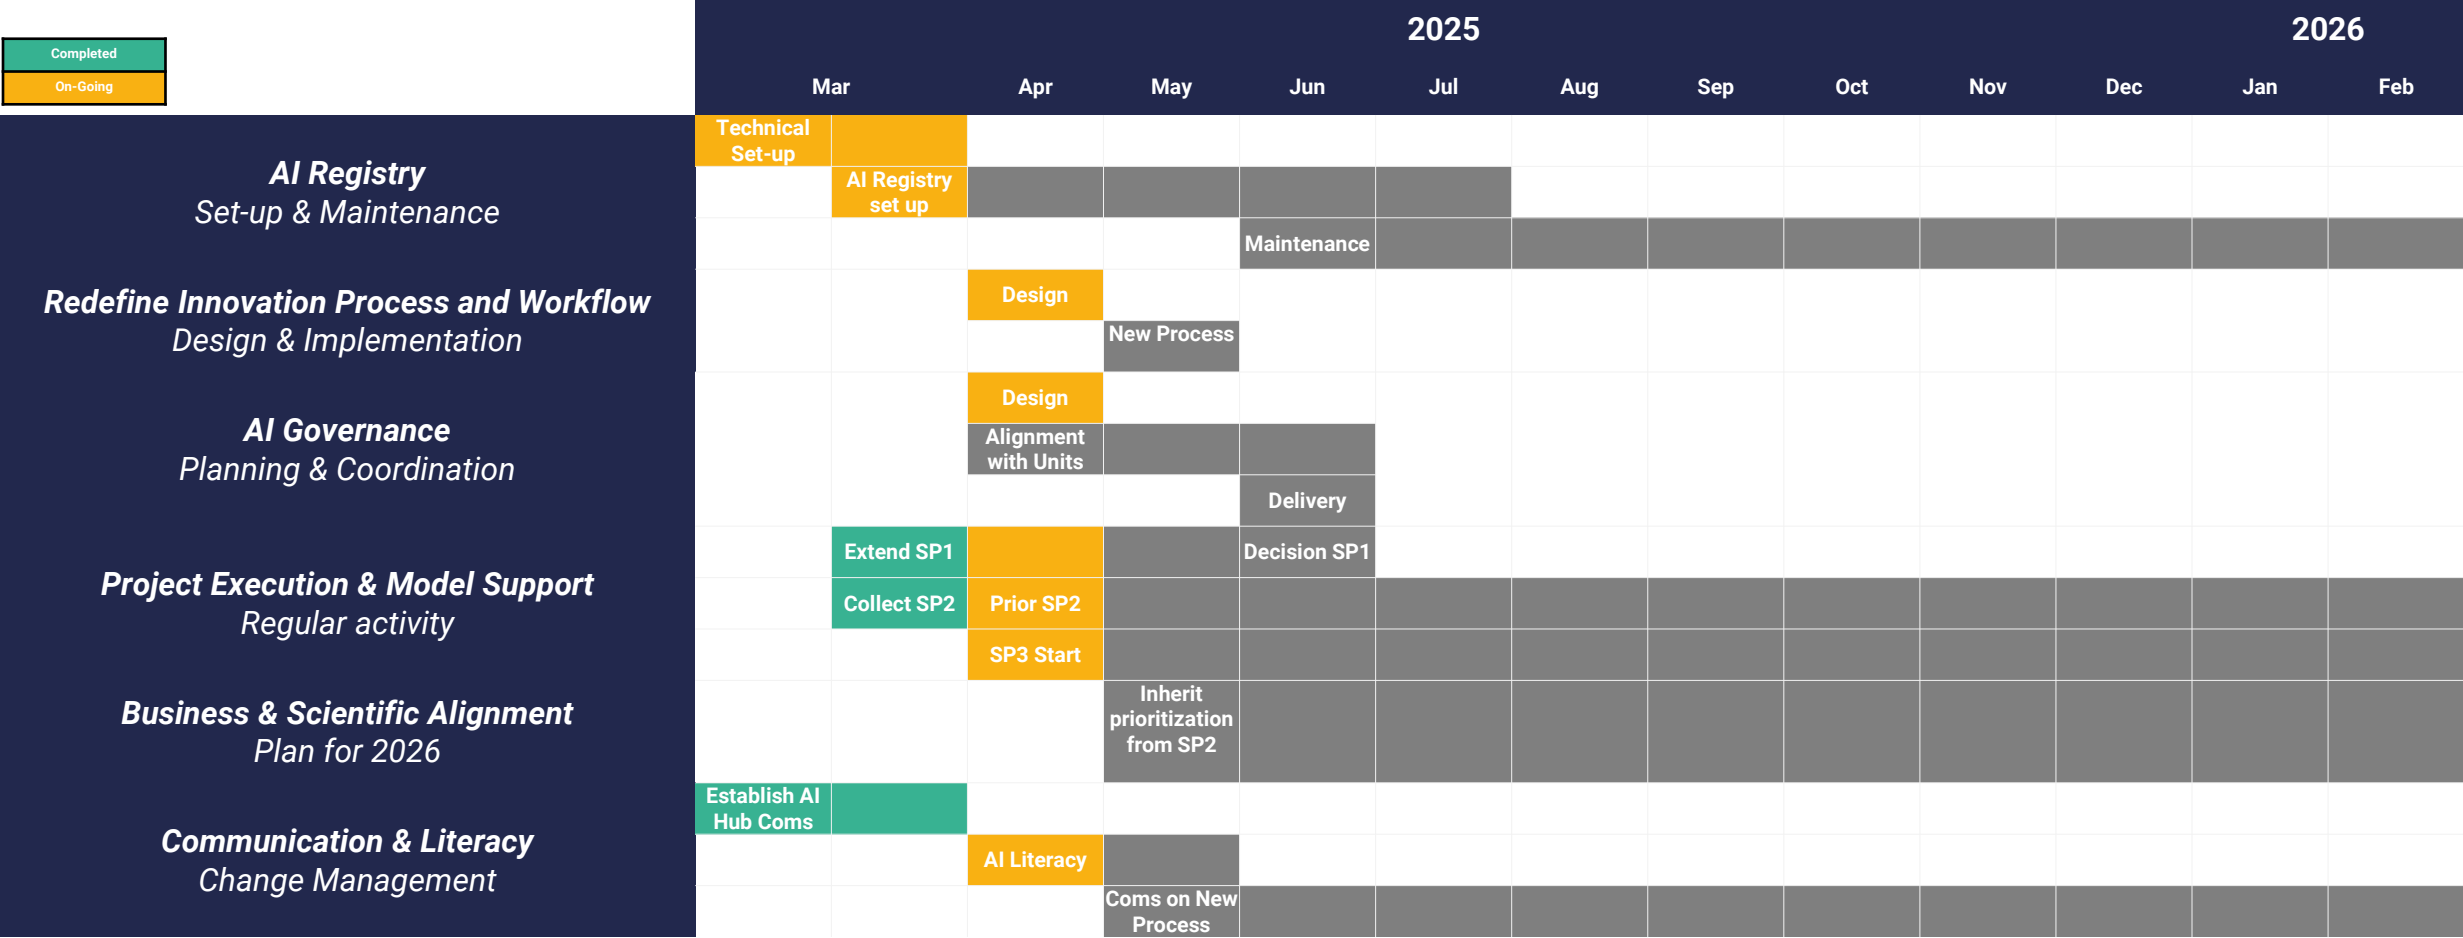 2025
2026
Completed
On-Going
Mar
Apr
May
Jun
Jul
Aug
Sep
Oct
Nov
Dec
Jan
Feb
AI Registry
Set-up & Maintenance
Technical
Set-up
AI Registry
set up
Maintenance
Redefine Innovation Process and Workflow
Design & Implementation
Design
New Process
AI Governance
Planning & Coordination
Design
Alignment
with Units
Delivery
Project Execution & Model Support
Regular activity
Extend SP1
Decision SP1
Collect SP2
Prior SP2
SP3 Start
Business & Scientific Alignment
Plan for 2026
Inherit
prioritization
from SP2
Communication & Literacy
Change Management
Establish AI
Hub Coms
AI Literacy
Coms on New
Process